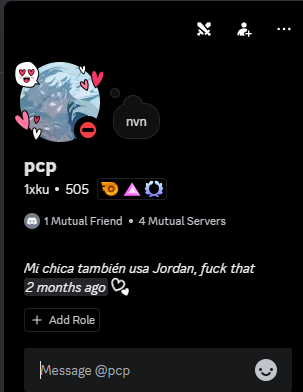 nvn
pcp
1xku • 505
1 Mutual Friend • 4 Mutual Servers
Mi chica también usa Jordan, fuck that
2 months ago
+ Add Role
Message @pcp